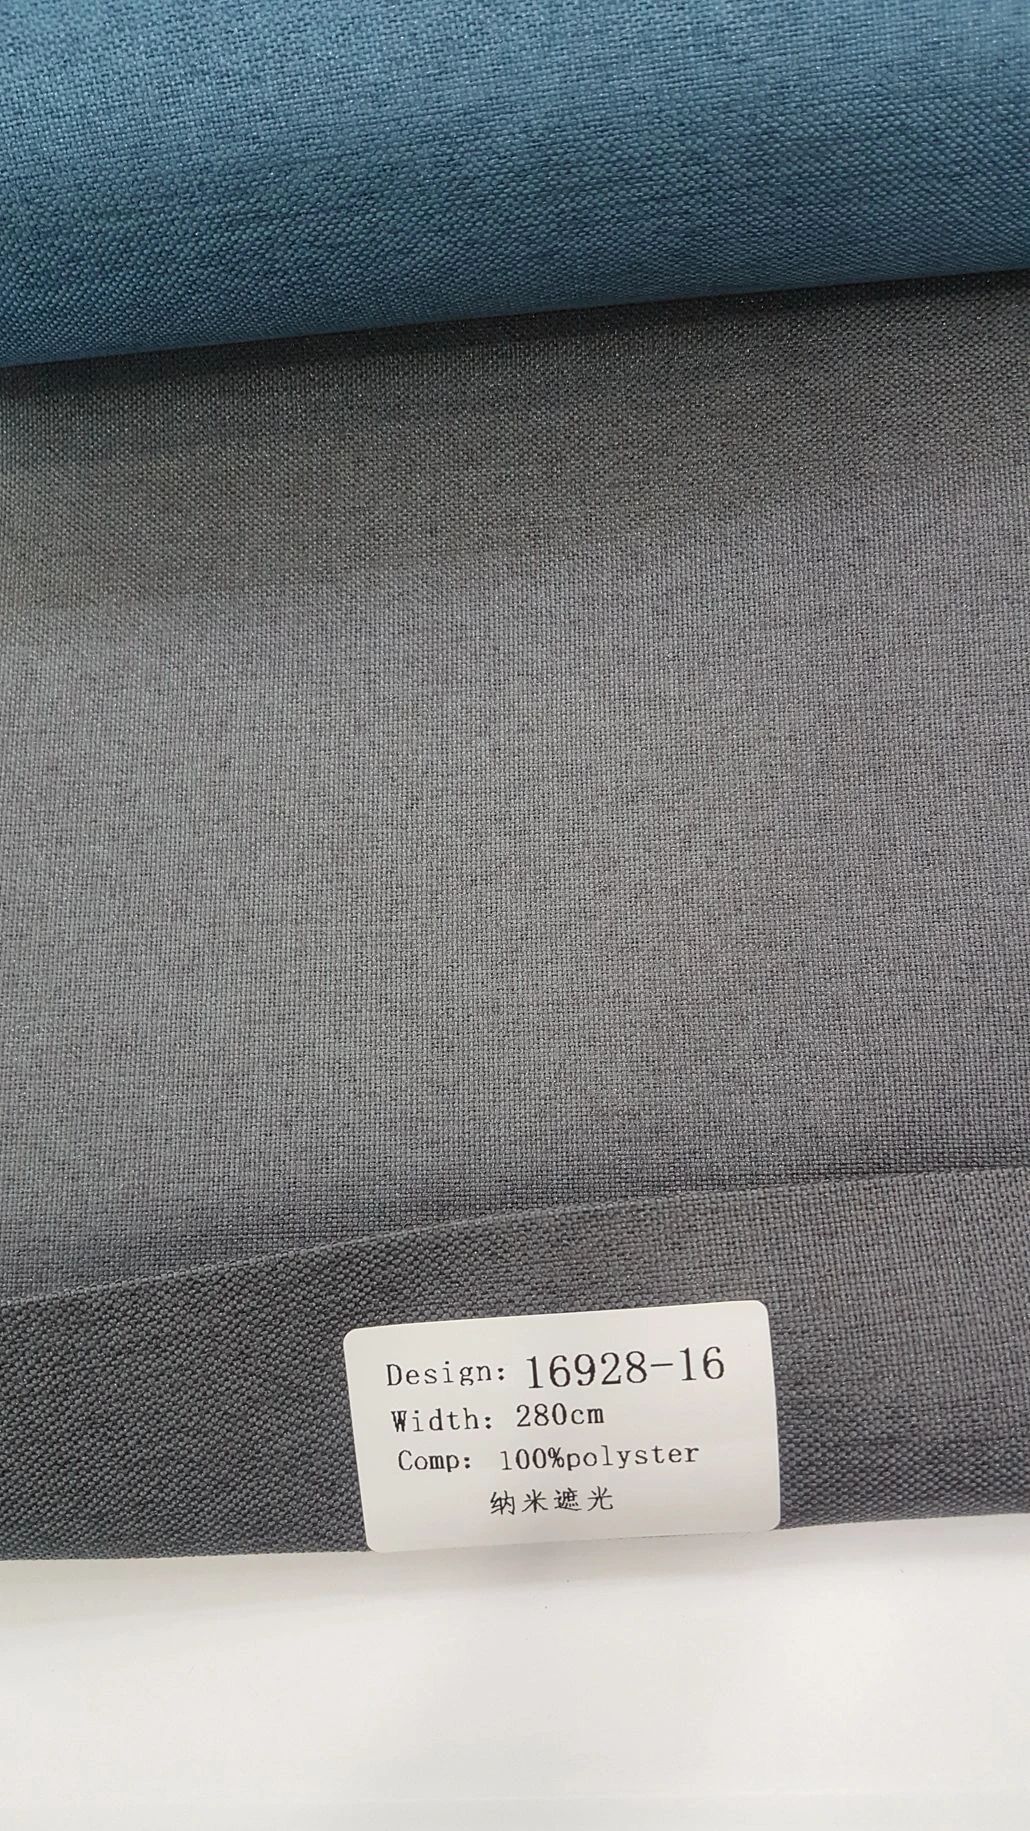 Design: 16928-16
Width: 280cm
Comp: 100%polyster
纳米遮光